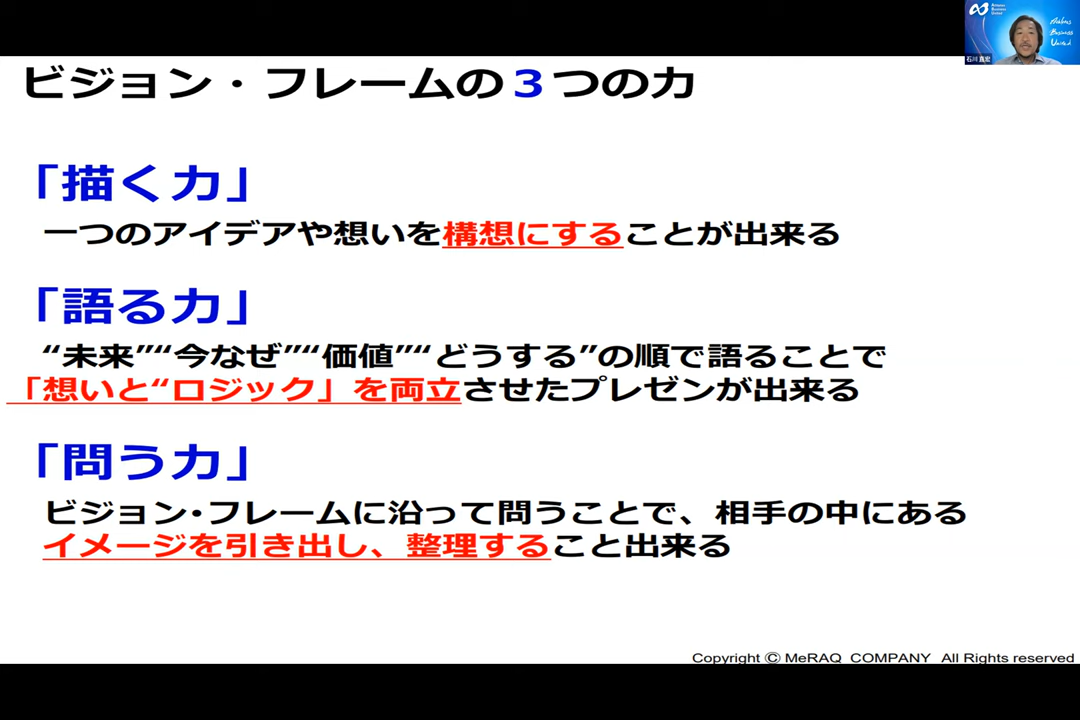 ビジョン・フレームの３つの力
「描く力」
一つのアイデアや想いを構想にすることが出来る
「語る力」
“未来”“今なぜ”“価値”“どうする”の順で語ることで
「想いと“ロジック」を両立させたプレゼンが出来る
「問う力」
ビジョン・フレームに沿って問うことで、相手の中にある
イメージを引き出し、整理すること出来る
Copyright Ⓒ MeRAQ COMPANY All Rights reserved
Business
United